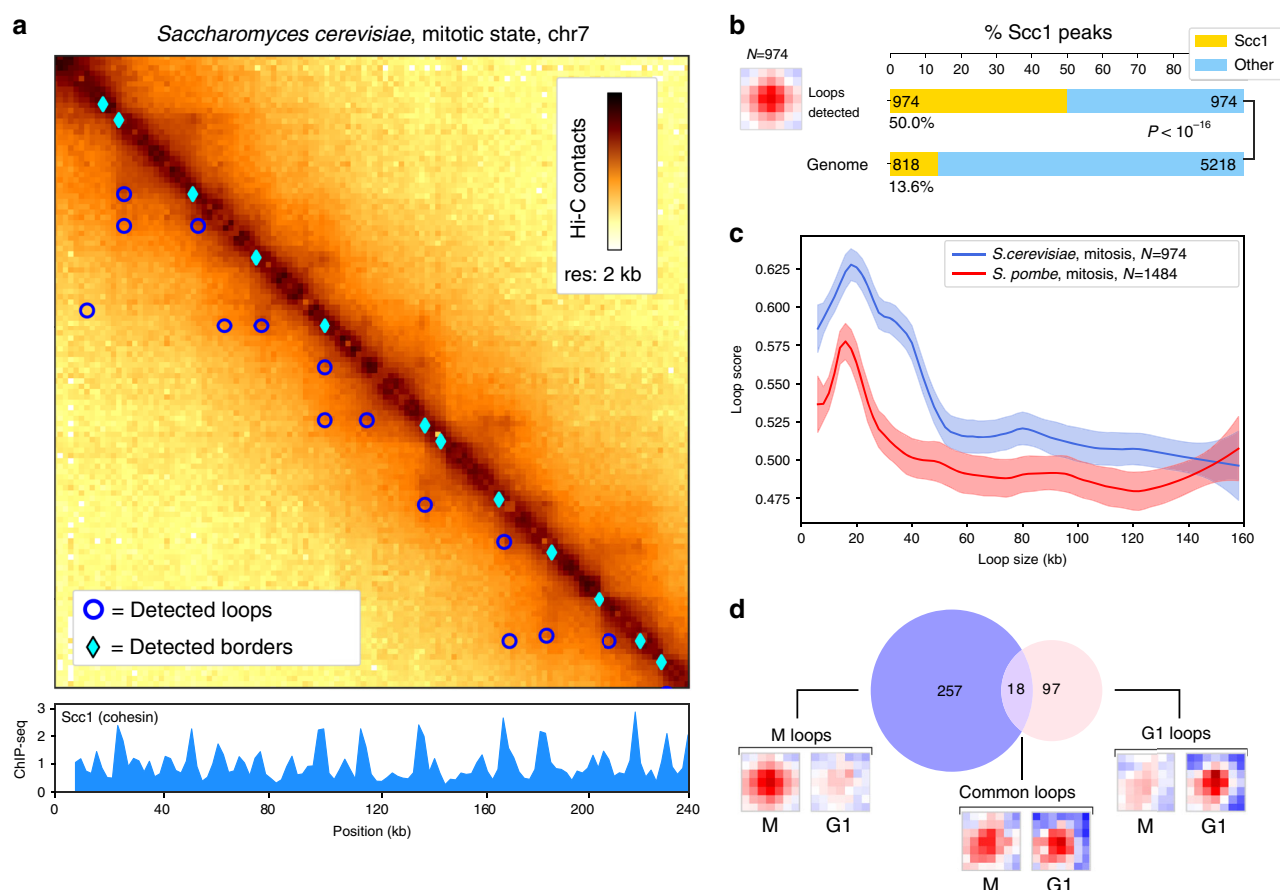 a
Saccharomyces cerevisiae, mitotic state, chr7
Hi-C contacts
res: 2 kb
= Detected loops
= Detected borders
Scc1 (cohesin)
ChIP-seq
3
2
1
0
0 40 80 120 160 200 240
Position (kb)
b
% Scc1 peaks
Scc1
Other
0 10 20 30 40 50 60 70 80
N=974
Loops
detected
974 974
50.0%
P < 10⁻¹⁶
Genome
818 5218
13.6%
c
S.cerevisiae, mitosis, N=974
S. pombe, mitosis, N=1484
Loop score
0.625
0.600
0.575
0.550
0.525
0.500
0.475
0 20 40 60 80 100 120 140 160
Loop size (kb)
d
257 18 97
M loops
M G1
Common loops
M G1
G1 loops
M G1